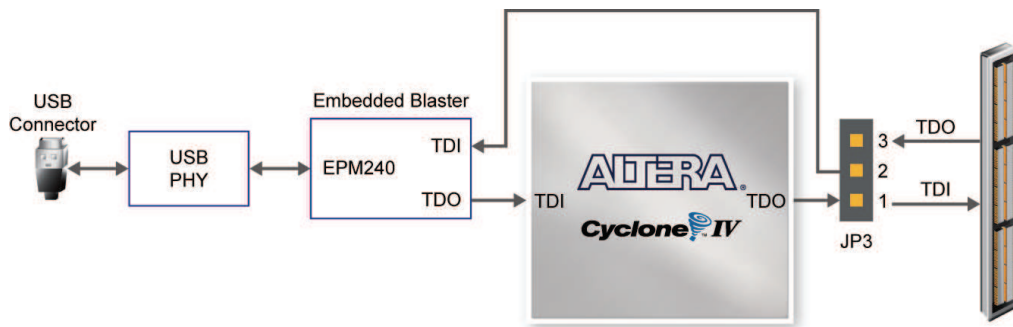 USB
Connector
USB
PHY
Embedded Blaster
TDI
EPM240
TDO
TDI
ALTERA®
Cyclone™ IV
TDO
3
2
1
JP3
TDO
TDI